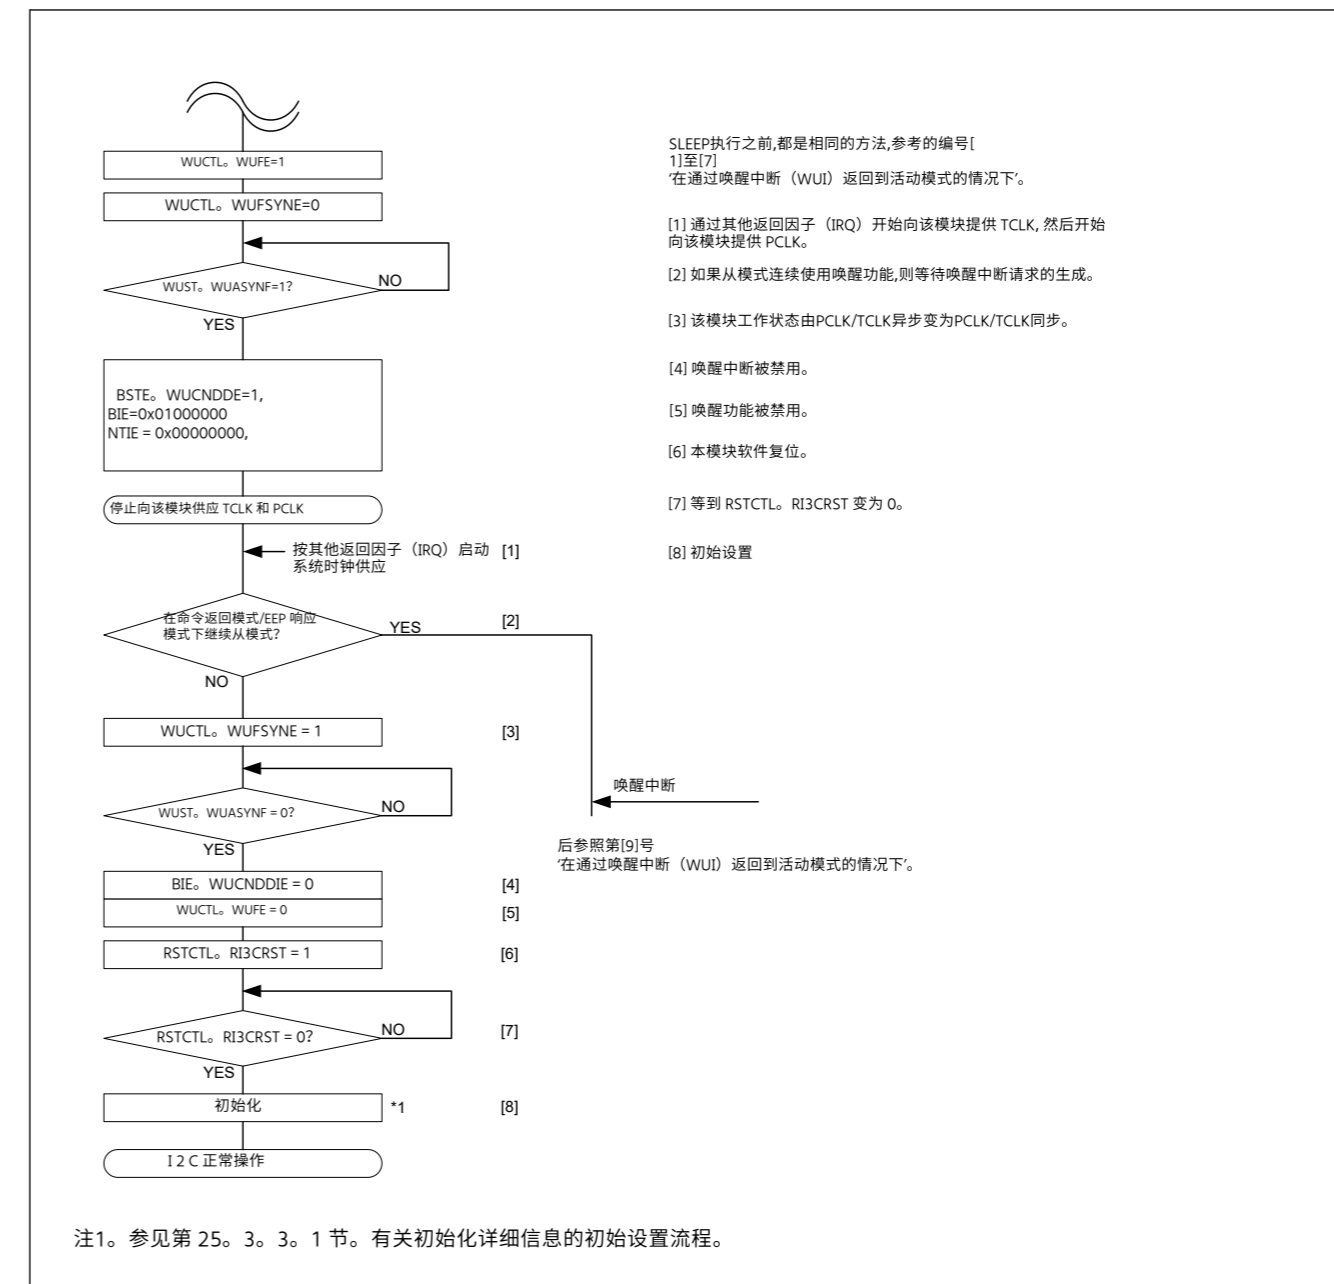 WUCTL。WUFE=1
WUCTL。WUFSYNE=0
WUST。WUASYNF=1?
NO
YES
BSTE。WUCNDDE=1,
BIE=0x01000000
NTIE = 0x00000000,
停止向该模块供应 TCLK 和 PCLK
按其他返回因子（IRQ）启动
系统时钟供应
[1]
在命令返回模式/EEP 响应
模式下继续从模式?
YES
[2]
NO
WUCTL。WUFSYNE = 1
[3]
WUST。WUASYNF = 0?
NO
YES
BIE。WUCNDDIE = 0
[4]
WUCTL。WUFE = 0
[5]
RSTCTL。RI3CRST = 1
[6]
RSTCTL。RI3CRST = 0?
NO
[7]
YES
初始化
*1
[8]
I 2 C 正常操作
唤醒中断
后参照第[9]号
‘在通过唤醒中断（WUI）返回到活动模式的情况下’。
SLEEP执行之前,都是相同的方法,参考的编号[
1]至[7]
‘在通过唤醒中断（WUI）返回到活动模式的情况下’。
[1] 通过其他返回因子（IRQ）开始向该模块提供 TCLK, 然后开始
向该模块提供 PCLK。
[2] 如果从模式连续使用唤醒功能,则等待唤醒中断请求的生成。
[3] 该模块工作状态由PCLK/TCLK异步变为PCLK/TCLK同步。
[4] 唤醒中断被禁用。
[5] 唤醒功能被禁用。
[6] 本模块软件复位。
[7] 等到 RSTCTL。RI3CRST 变为 0。
[8] 初始设置
注1。参见第 25。3。3。1 节。有关初始化详细信息的初始设置流程。